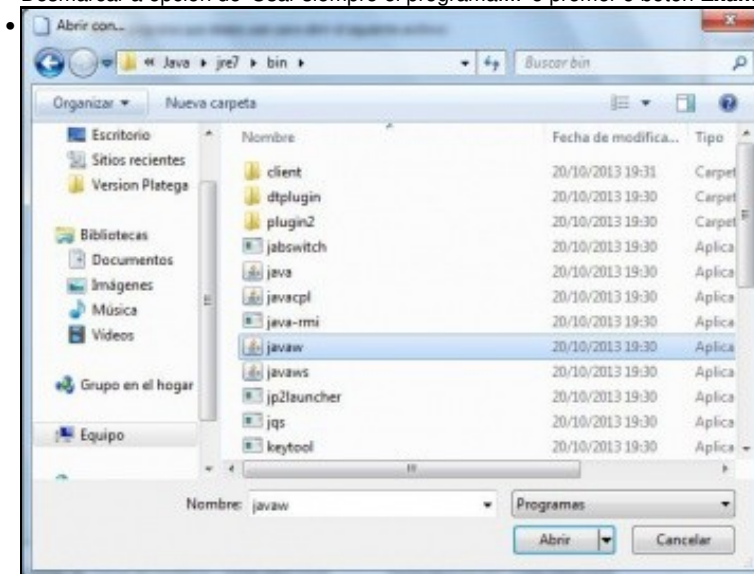 Abrir con...
« Java ▸ jre7 ▸ bin ▸
Buscar bin
Organizar ▾ Nueva carpeta
Escritorio
Sitios recientes
Version Platega
Bibliotecas
Documentos
Imágenes
Música
Vídeos
Grupo en el hogar
Equipo
Nombre Fecha de modifica... Tipo
client 20/10/2013 19:31 Carpet
dtplugin 20/10/2013 19:30 Carpet
plugin2 20/10/2013 19:30 Carpet
jabswitch 20/10/2013 19:30 Aplica
java 20/10/2013 19:30 Aplica
javacpl 20/10/2013 19:30 Aplica
java-rmi 20/10/2013 19:30 Aplica
javaw 20/10/2013 19:30 Aplica
javaws 20/10/2013 19:30 Aplica
jp2launcher 20/10/2013 19:30 Aplica
jqs 20/10/2013 19:30 Aplica
keytool 20/10/2013 19:30 Aplica
Nombre: javaw Programas
Abrir Cancelar